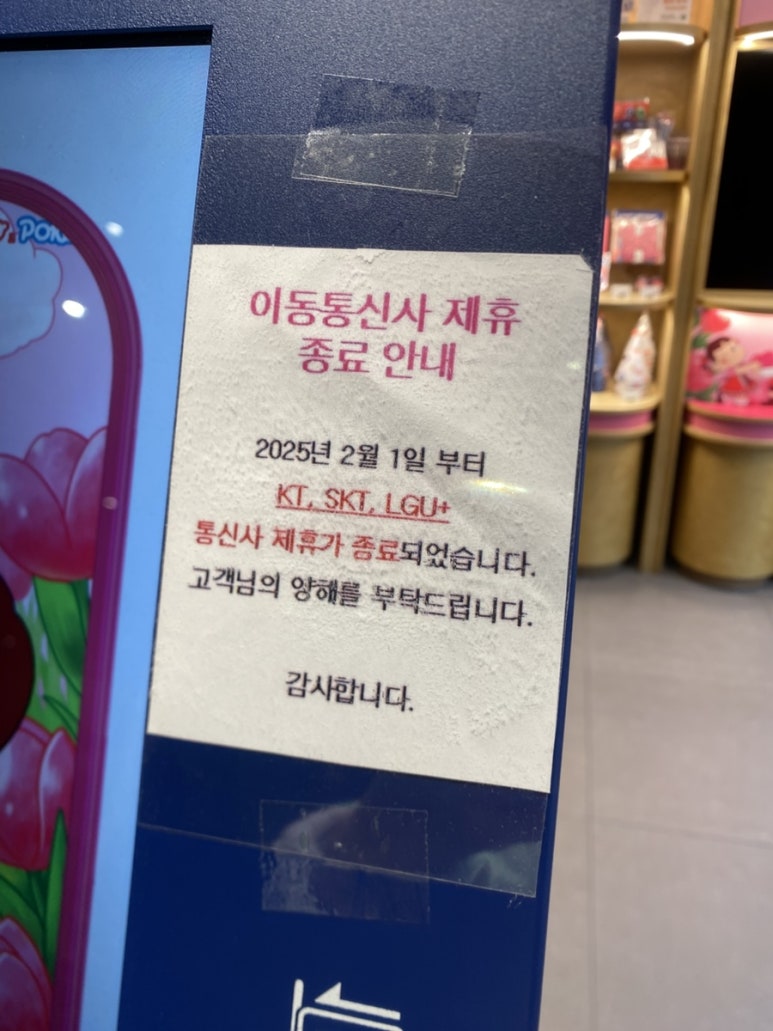 이동통신사 제휴
종료 안내
2025년 2월 1일 부터
KT, SKT, LGU+
통신사 제휴가 종료되었습니다.
고객님의 양해를 부탁드립니다.
감사합니다.